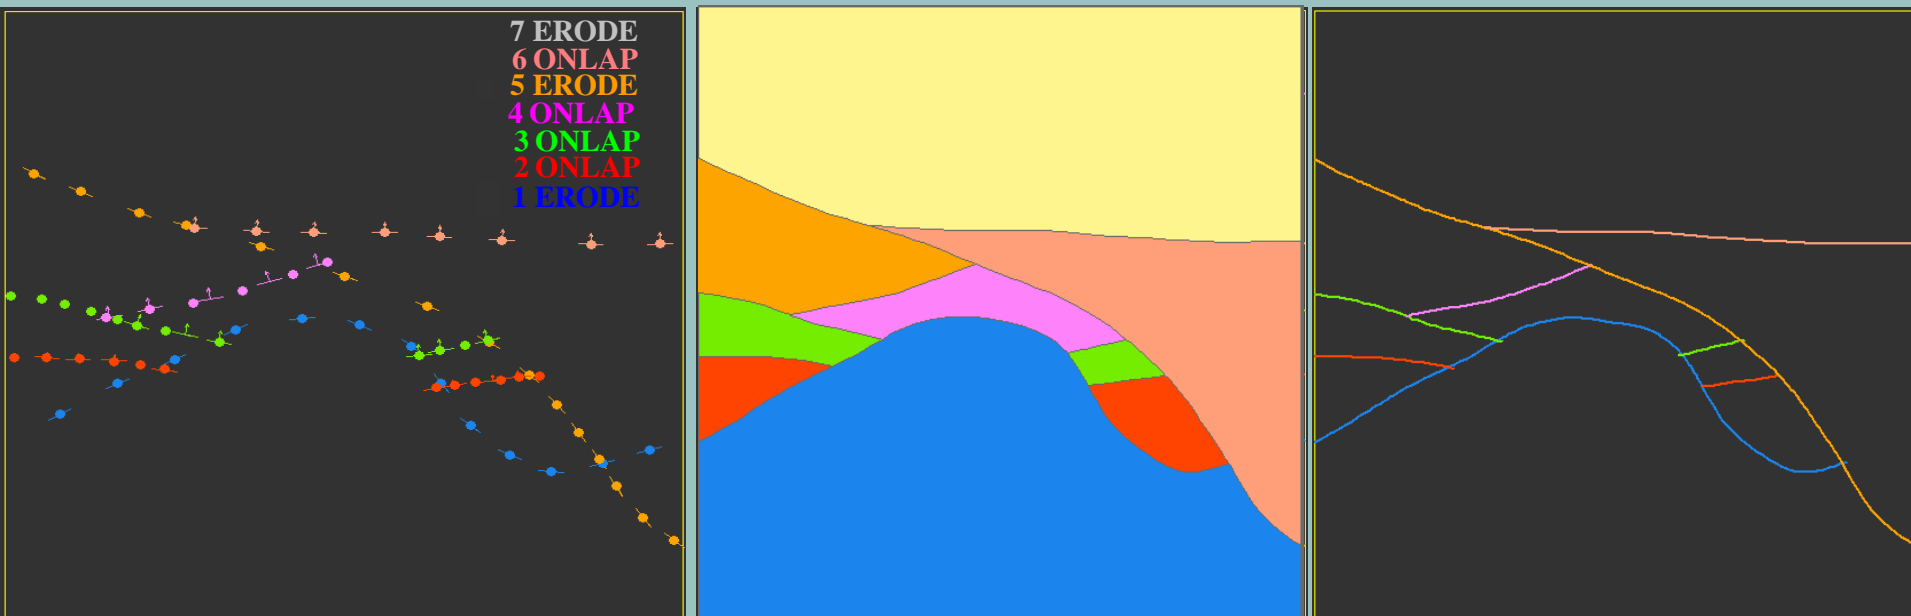 7 ERODE
6 ONLAP
5 ERODE
4 ONLAP
3 ONLAP
2 ONLAP
1 ERODE